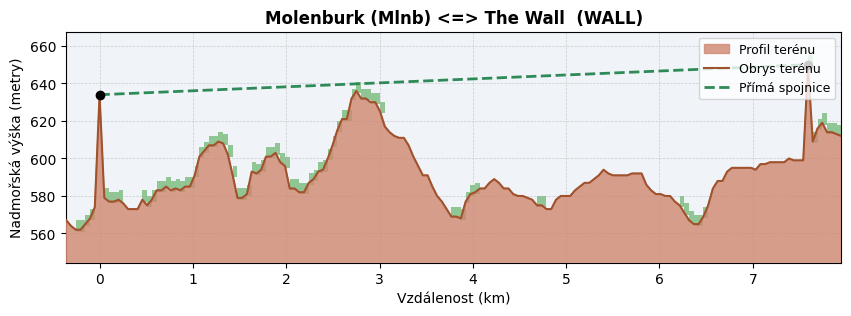 Molenburk (Mlnb) <=> The Wall  (WALL)
Nadmořská výška (metry)
660
640
620
600
580
560
Profil terénu
Obrys terénu
Přímá spojnice
0 1 2 3 4 5 6 7
Vzdálenost (km)